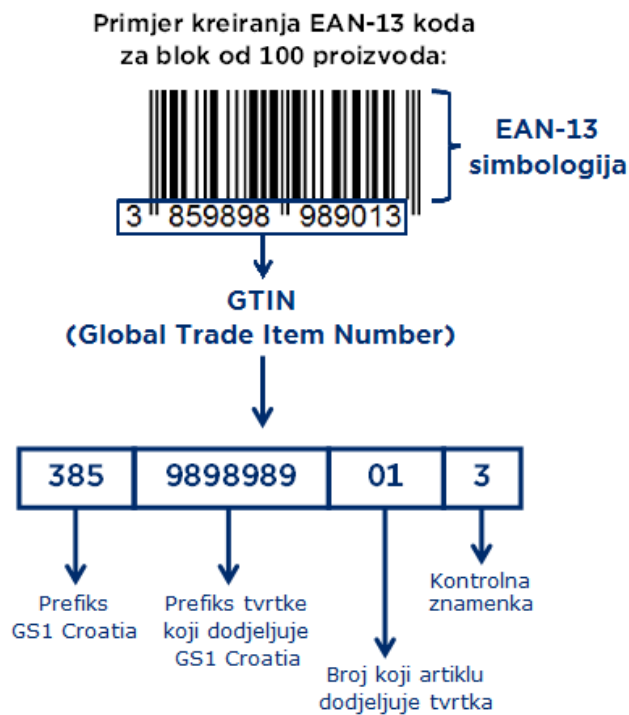 Primjer kreiranja EAN-13 koda
za blok od 100 proizvoda:
EAN-13
simbologija
3 859898 989013
GTIN
(Global Trade Item Number)
385 9898989 01 3
Prefiks
GS1 Croatia
Prefiks tvrtke
koji dodjeljuje
GS1 Croatia
Broj koji artiklu
dodjeljuje tvrtka
Kontrolna
znamenka